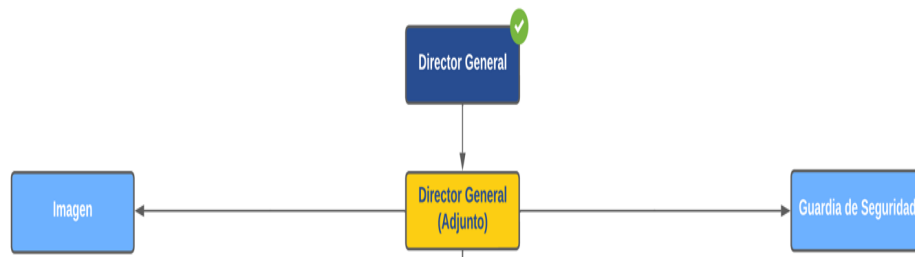 Director General
Imagen
Director General
(Adjunto)
Guardia de Seguridad